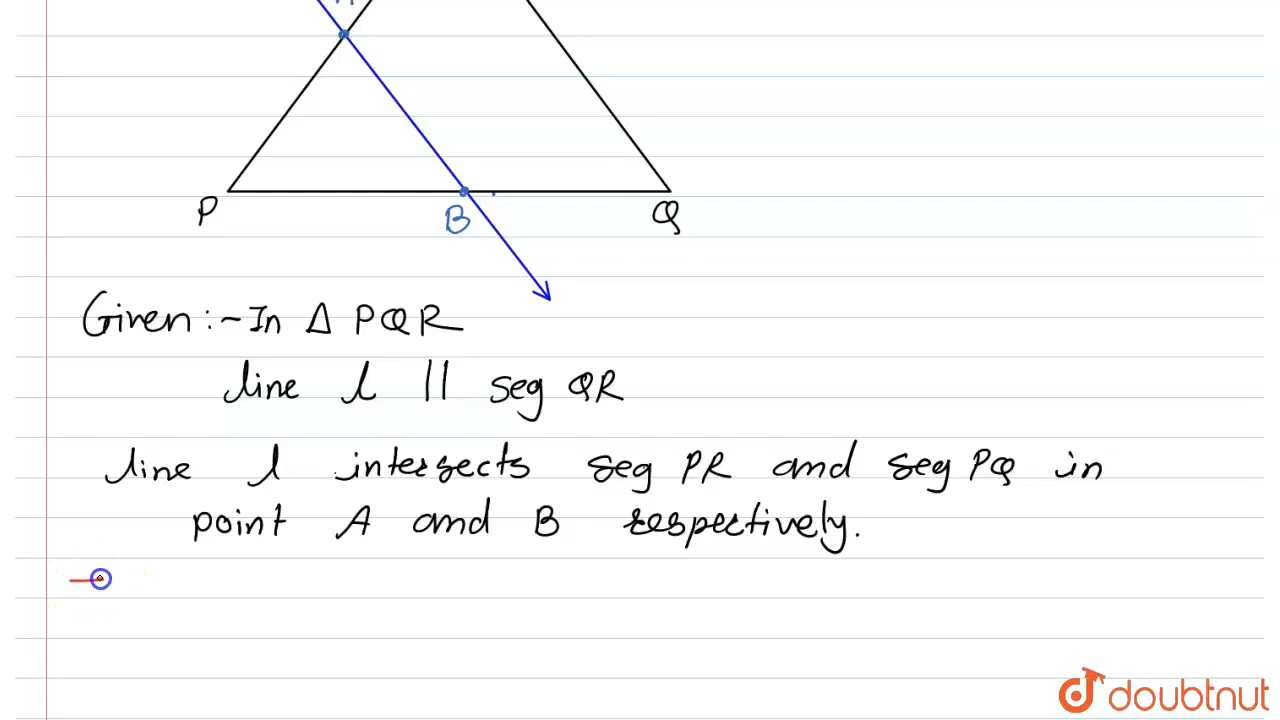 A
P
B
Q
Given :- In Δ PQR
line l || seg QR
line l intersects seg PR and seg PQ in
point A and B respectively.
doubtnut